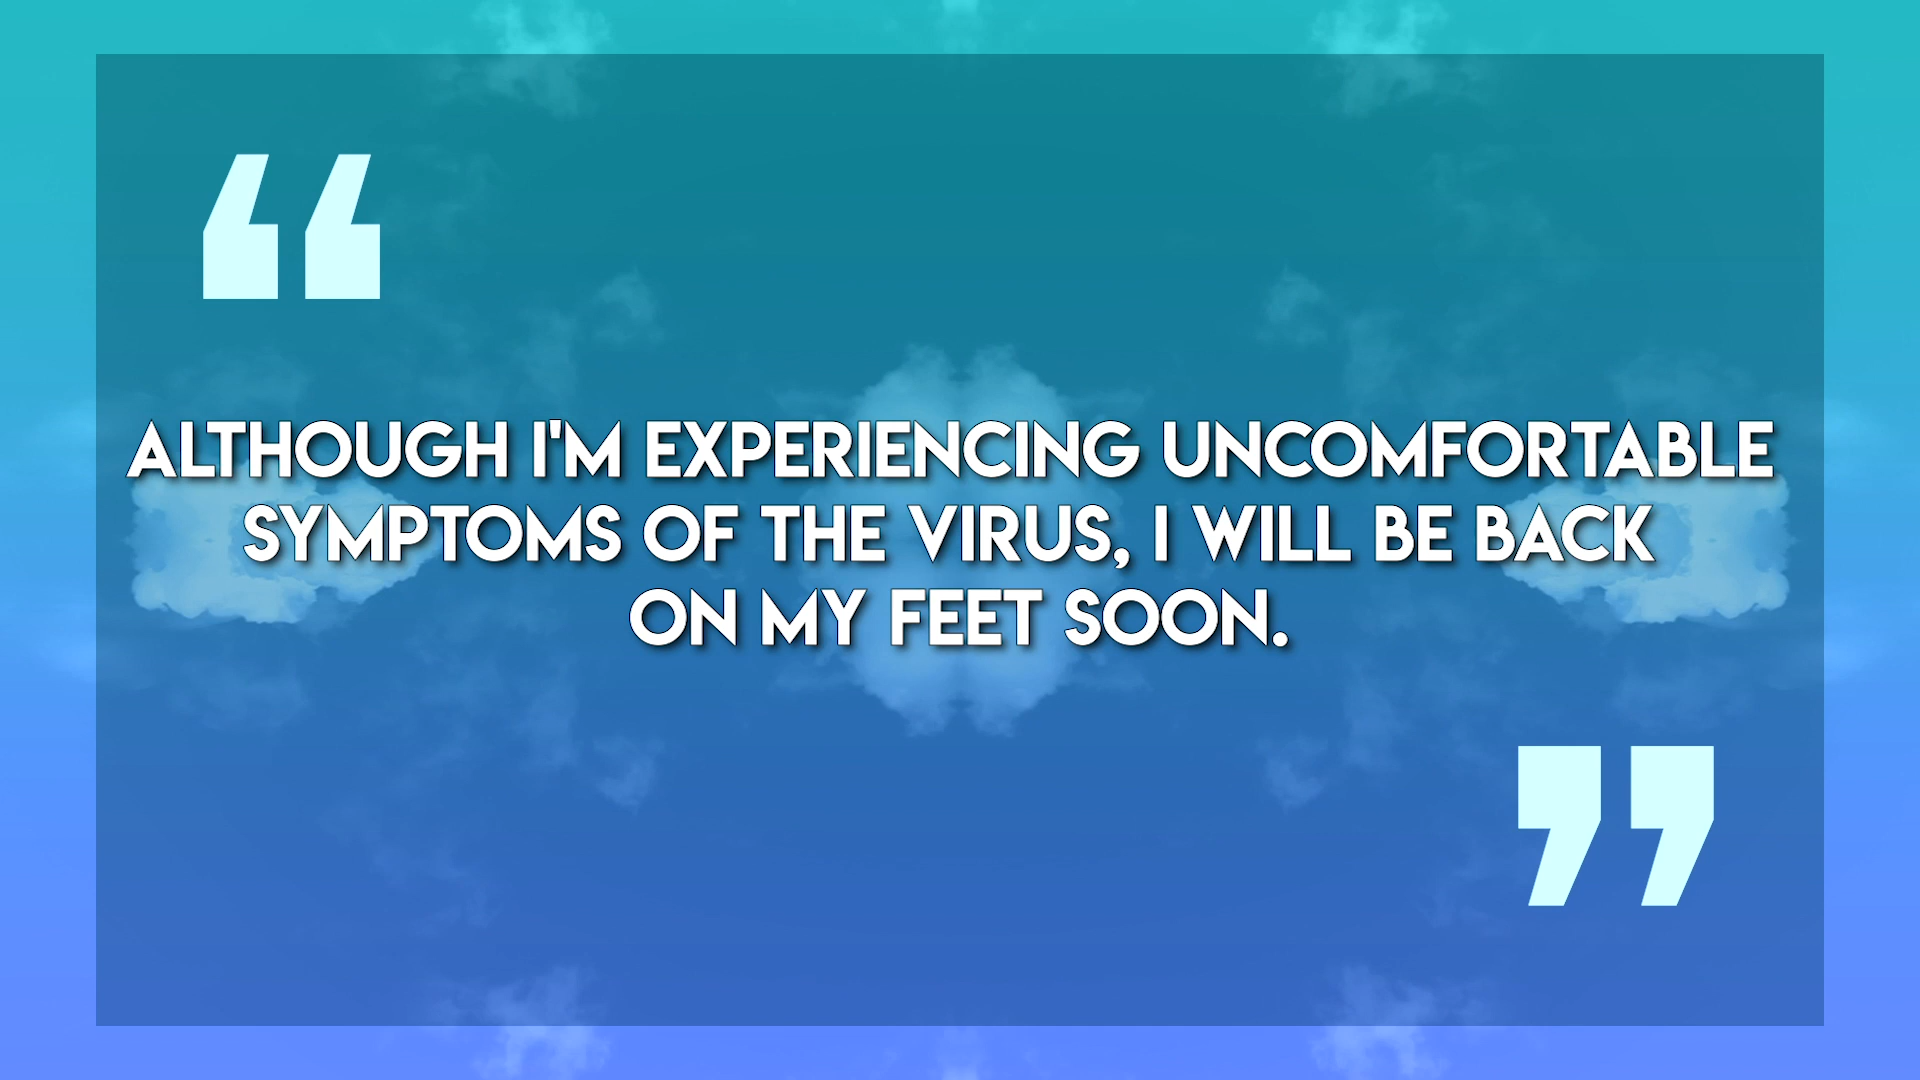 “
ALTHOUGH I'M EXPERIENCING UNCOMFORTABLE
SYMPTOMS OF THE VIRUS, I WILL BE BACK
ON MY FEET SOON.
”